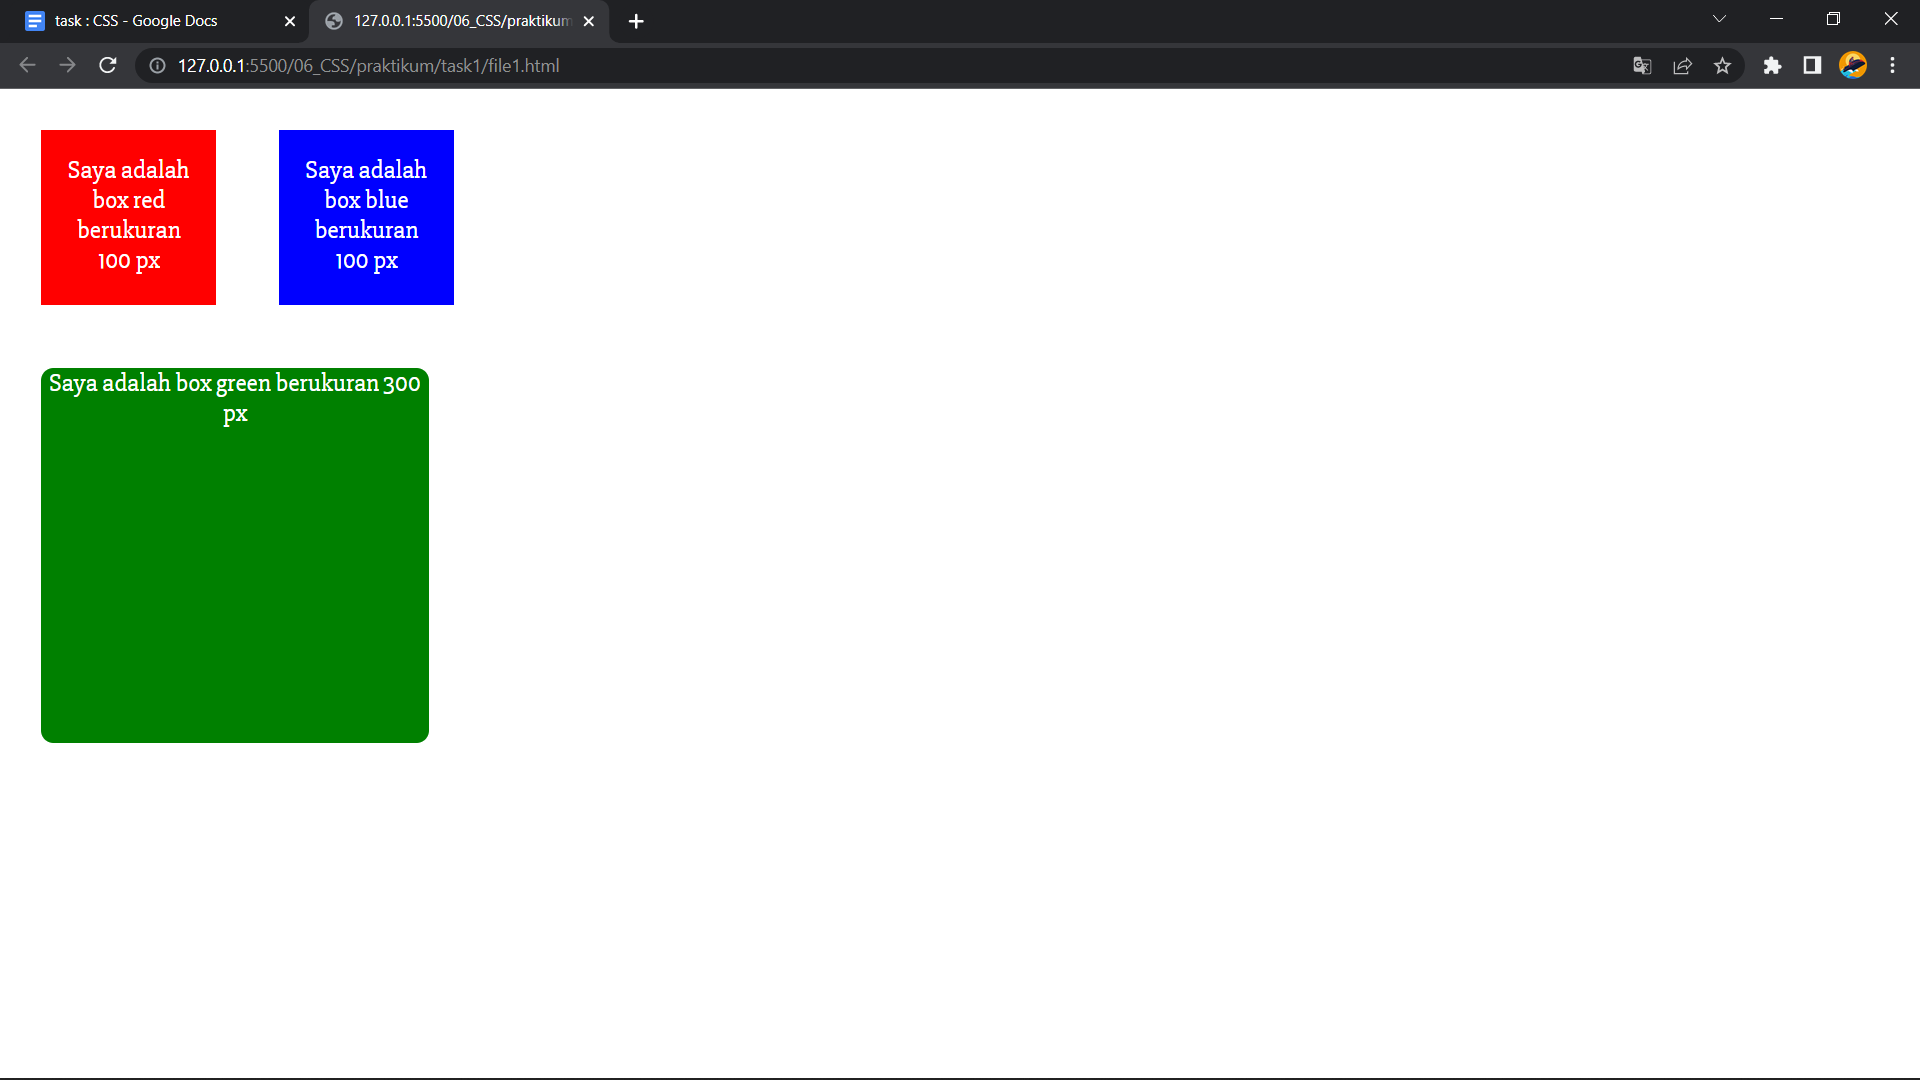 task : CSS - Google Docs
127.0.0.1:5500/06_CSS/praktikum
127.0.0.1:5500/06_CSS/praktikum/task1/file1.html
Saya adalah
box red
berukuran
100 px
Saya adalah
box blue
berukuran
100 px
Saya adalah box green berukuran 300
px